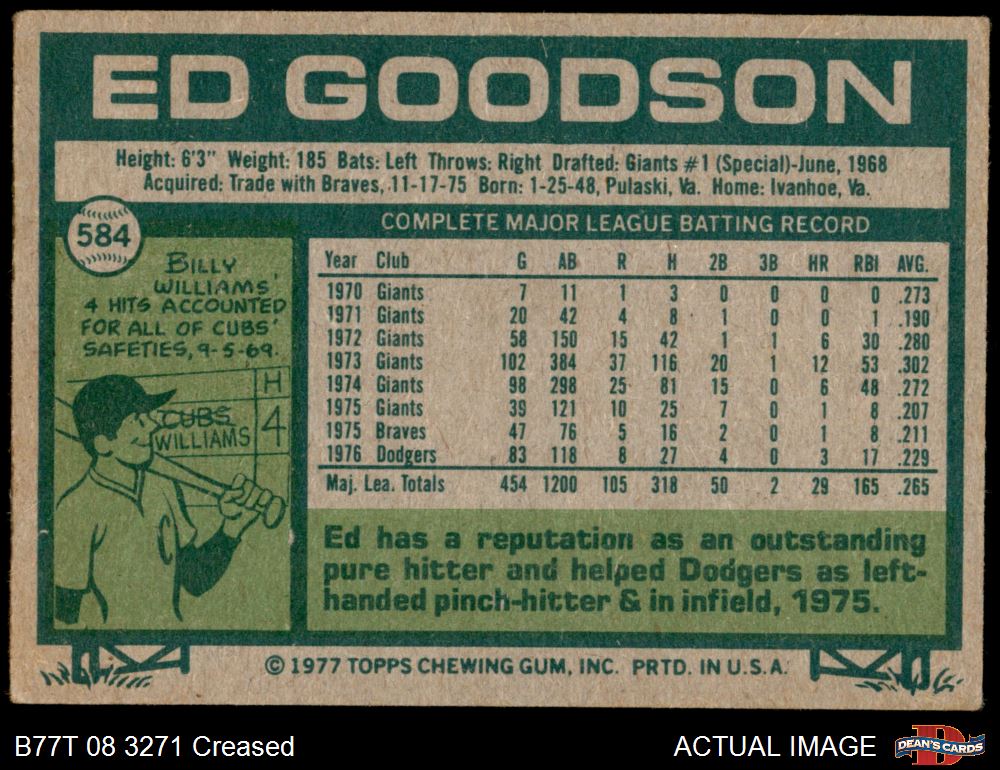 ED GOODSON
Height: 6'3" Weight: 185 Bats: Left Throws: Right Drafted: Giants #1 (Special)-June, 1968
Acquired: Trade with Braves, 11-17-75 Born: 1-25-48, Pulaski, Va. Home: Ivanhoe, Va.
584
BILLY
WILLIAMS'
4 HITS ACCOUNTED
FOR ALL OF CUBS'
SAFETIES, 9-5-69.
H
CUBS
WILLIAMS 4
C
COMPLETE MAJOR LEAGUE BATTING RECORD
Year Club G AB R H 2B 3B HR RBI AVG.
1970 Giants 7 11 1 3 0 0 0 0 .273
1971 Giants 20 42 4 8 1 0 0 1 .190
1972 Giants 58 150 15 42 1 1 6 30 .280
1973 Giants 102 384 37 116 20 1 12 53 .302
1974 Giants 98 298 25 81 15 0 6 48 .272
1975 Giants 39 121 10 25 7 0 1 8 .207
1975 Braves 47 76 5 16 2 0 1 8 .211
1976 Dodgers 83 118 8 27 4 0 3 17 .229
Maj. Lea. Totals 454 1200 105 318 50 2 29 165 .265
Ed has a reputation as an outstanding
pure hitter and helped Dodgers as left-
handed pinch-hitter & in infield, 1975.
© 1977 TOPPS CHEWING GUM, INC. PRTD. IN U.S.A.
B77T 08 3271 Creased
ACTUAL IMAGE
D
DEAN'S CARDS